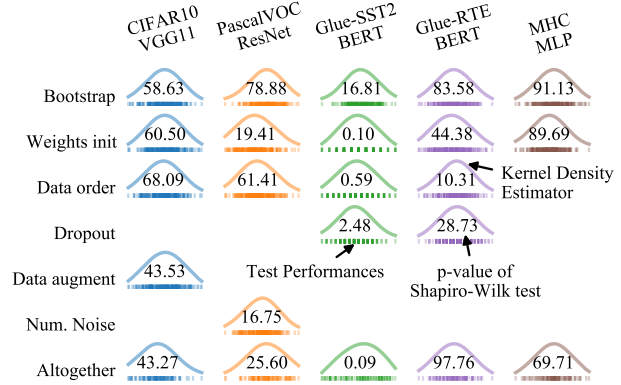 CIFAR10 PascalVOC Glue-SST2 Glue-RTE MHC
VGG11 ResNet BERT BERT MLP
Bootstrap 58.63 78.88 16.81 83.58 91.13
Weights init 60.50 19.41 0.10 44.38 89.69
Data order 68.09 61.41 0.59 10.31
Kernel Density
Estimator
Dropout 2.48 28.73
Data augment 43.53
Test Performances
p-value of
Shapiro-Wilk test
Num. Noise 16.75
Altogether 43.27 25.60 0.09 97.76 69.71